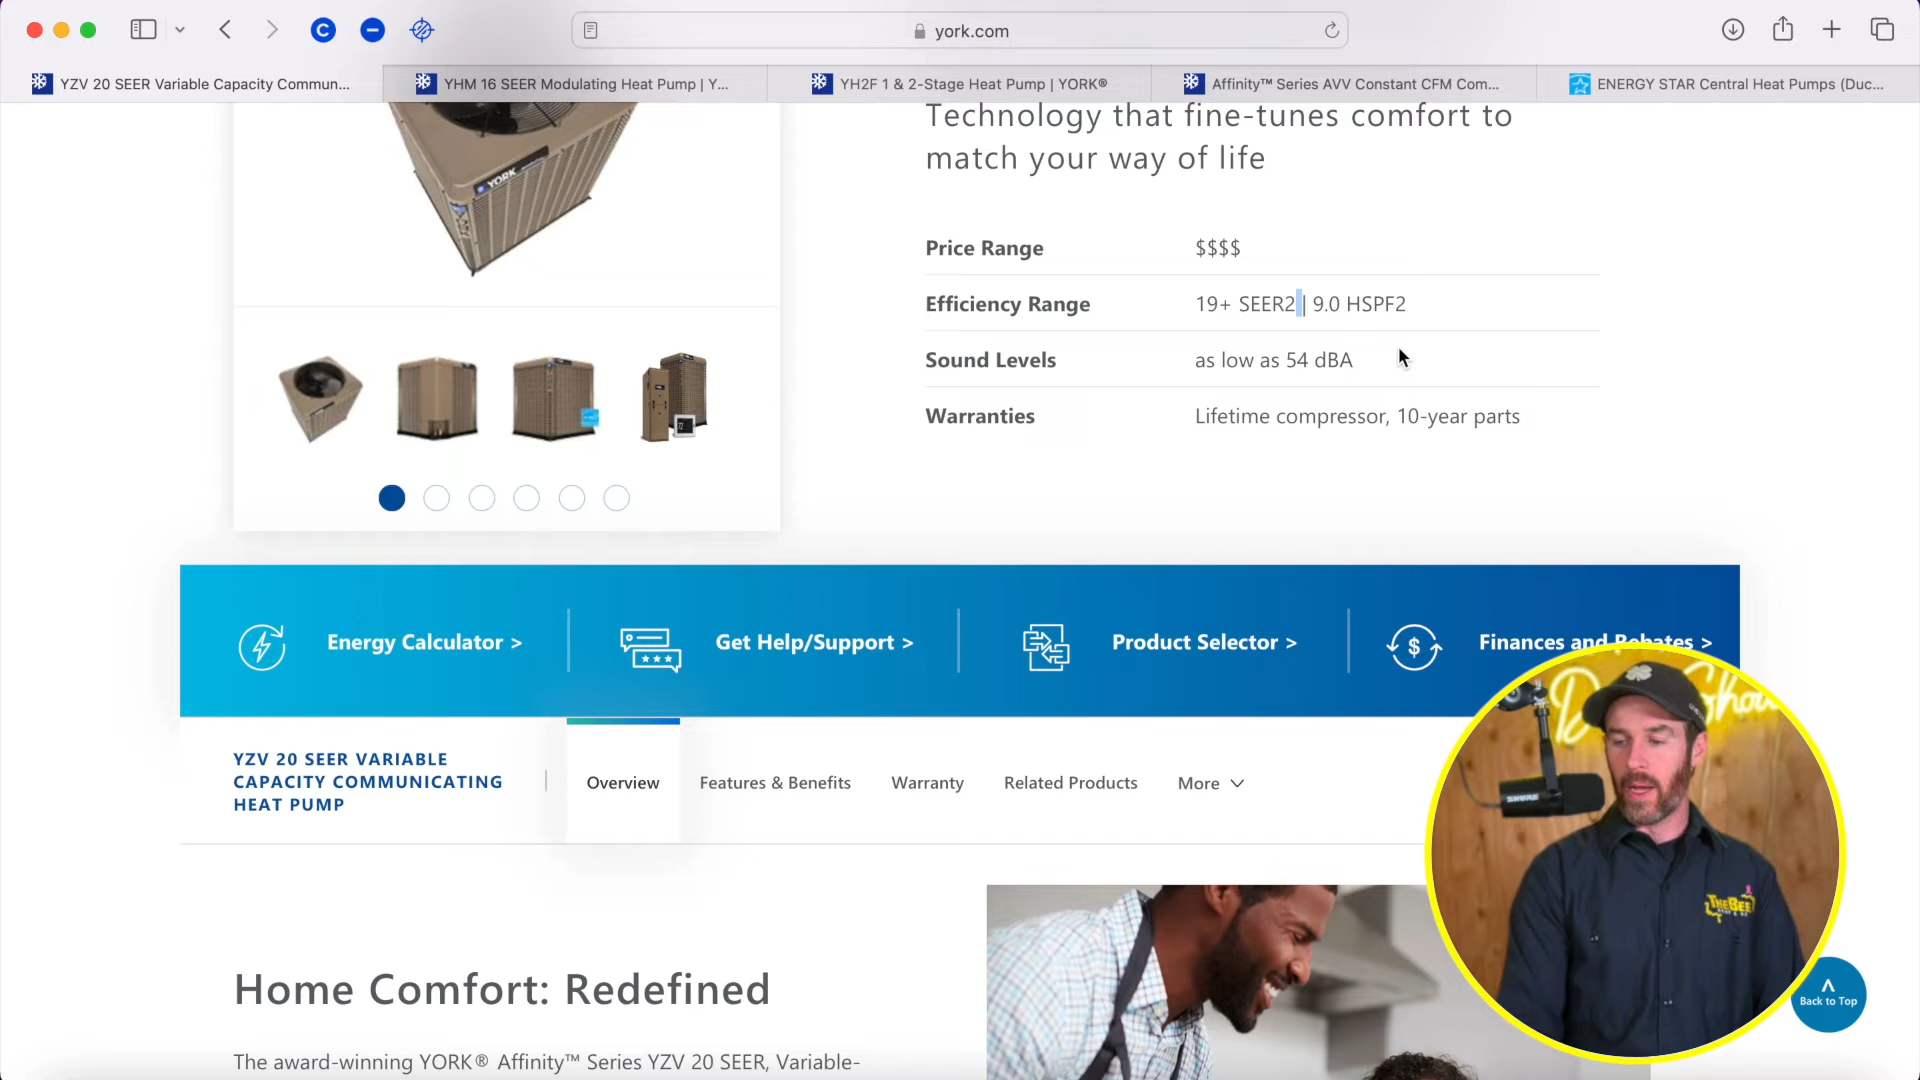 york.com
YZV 20 SEER Variable Capacity Commun...
YHM 16 SEER Modulating Heat Pump | Y...
YH2F 1 & 2-Stage Heat Pump | YORK®
Affinity™ Series AVV Constant CFM Com...
ENERGY STAR Central Heat Pumps (Duc...
Technology that fine-tunes comfort to
match your way of life
YORK
Price Range $$$$
Efficiency Range 19+ SEER2 | 9.0 HSPF2
Sound Levels as low as 54 dBA
Warranties Lifetime compressor, 10-year parts
Energy Calculator >
Get Help/Support >
Product Selector >
Finances and Rebates >
YZV 20 SEER VARIABLE
CAPACITY COMMUNICATING
HEAT PUMP
Overview
Features & Benefits
Warranty
Related Products
More
SHURE
THE BEE
Back to Top
Home Comfort: Redefined
The award-winning YORK® Affinity™ Series YZV 20 SEER, Variable-